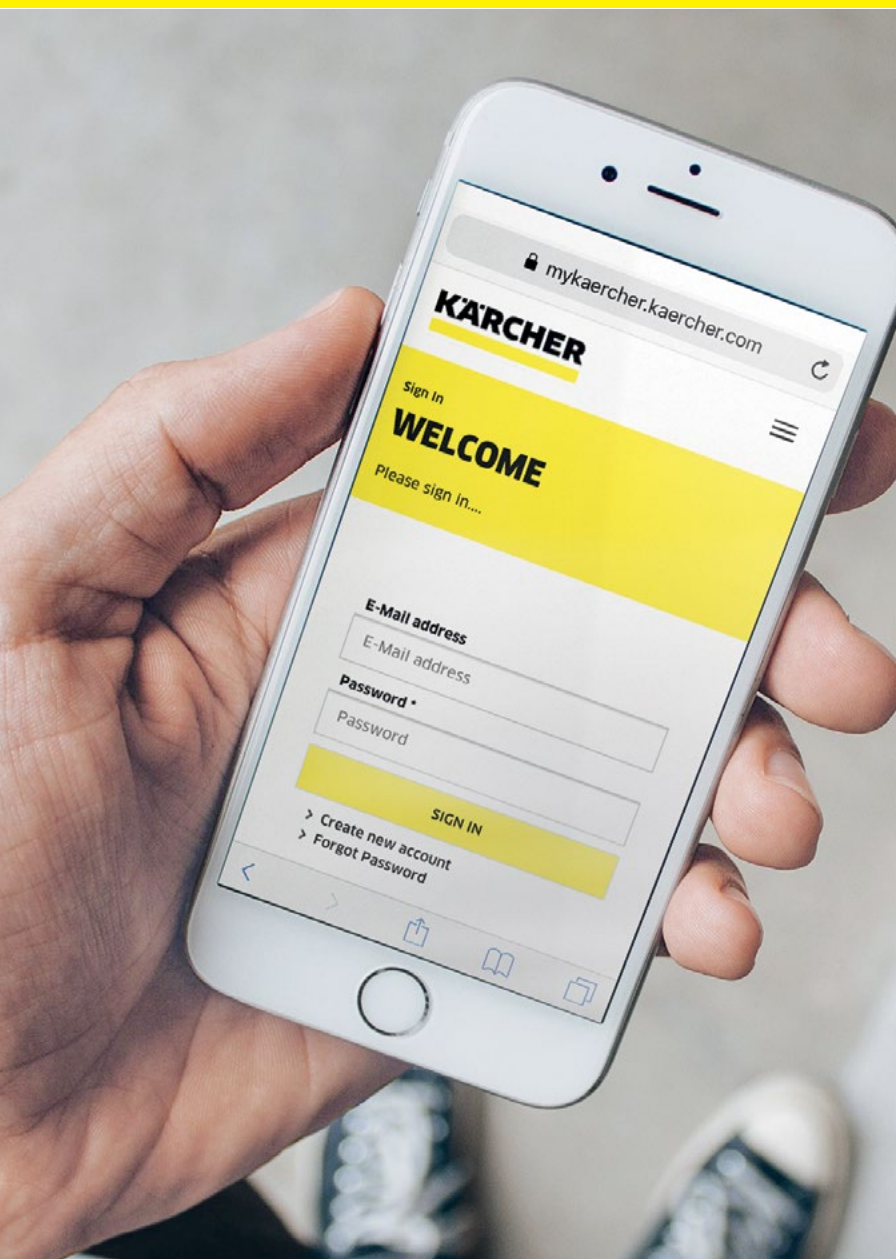 mykaercher.kaercher.com
KÄRCHER
Sign In
WELCOME
Please sign in....
E-Mail address
E-Mail address
Password *
Password
SIGN IN
> Create new account
> Forgot Password